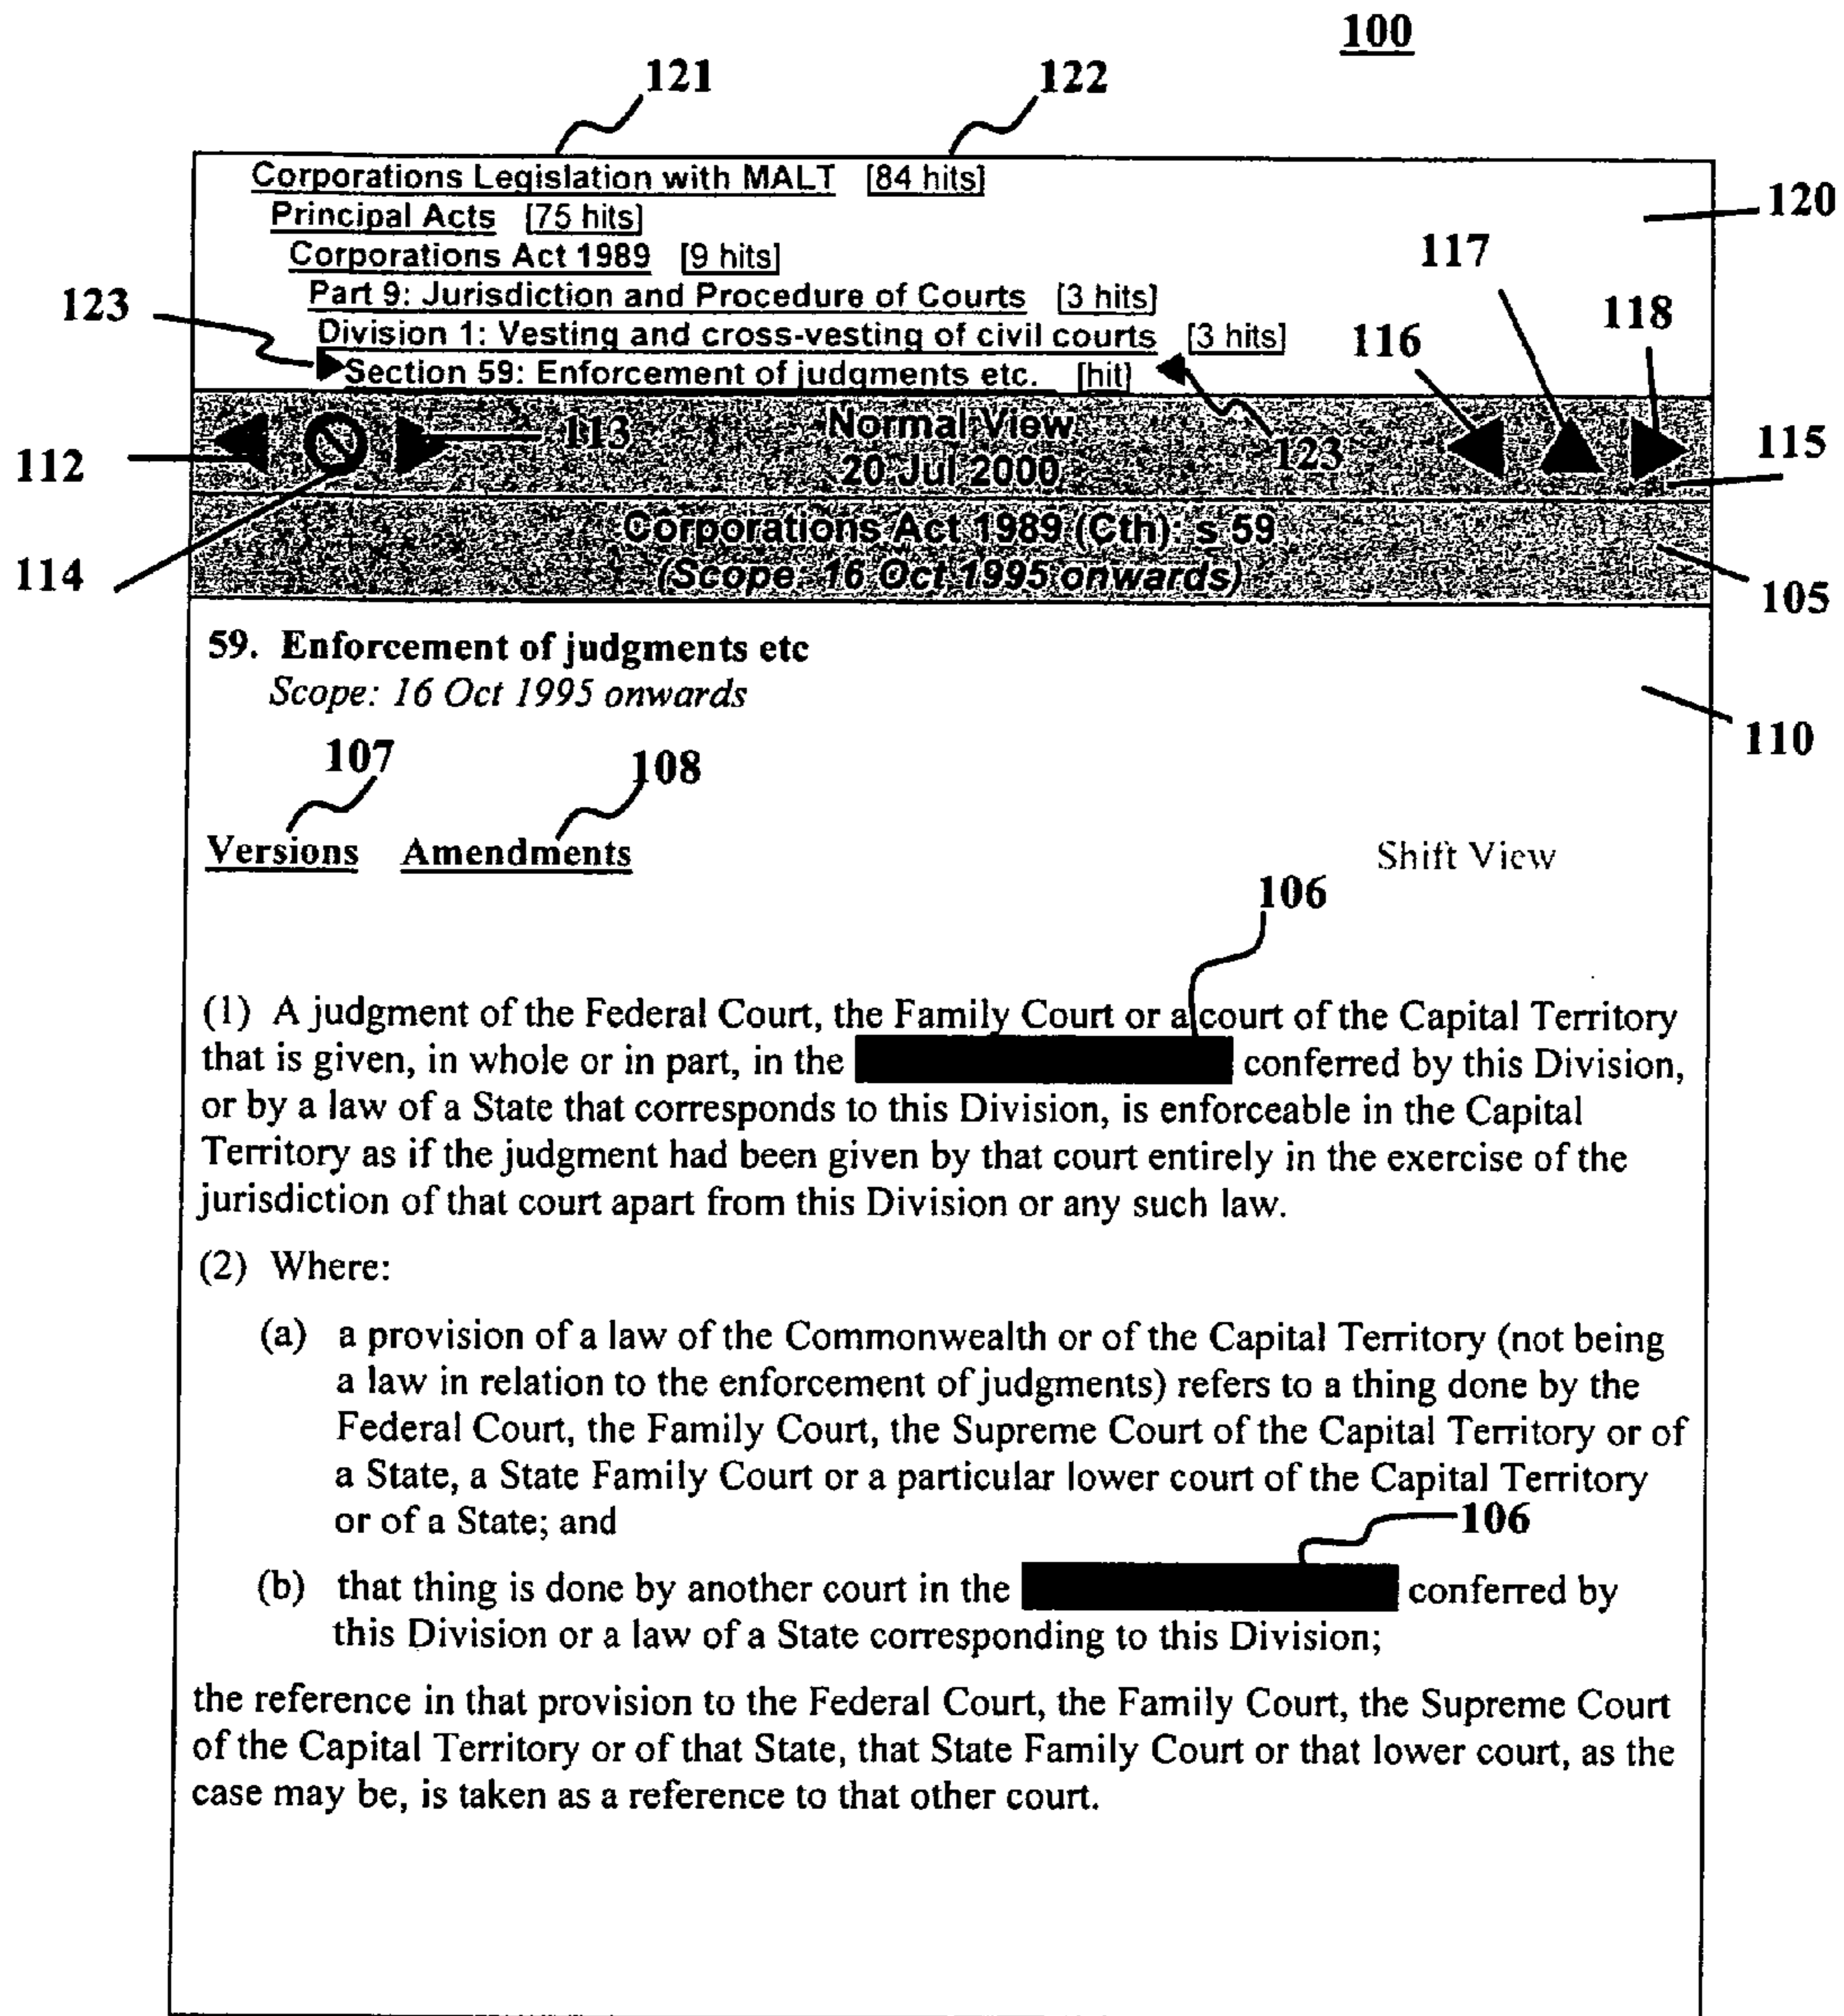 100
121 122
Corporations Legislation with MALT [84 hits]
120
Principal Acts [75 hits]
Corporations Act 1989 [9 hits]
117
Part 9: Jurisdiction and Procedure of Courts [3 hits]
123
118
Division 1: Vesting and cross-vesting of civil courts [3 hits]
116
Section 59: Enforcement of judgments etc. [hit]
113 Normal View
123
112
20 Jul 2000
115
Corporations Act 1989 (Cth): s 59
114
(Scope: 16 Oct 1995 onwards)
105
59. Enforcement of judgments etc
Scope: 16 Oct 1995 onwards
110
107 108
Versions Amendments Shift View
106
(1) A judgment of the Federal Court, the Family Court or a court of the Capital Territory
that is given, in whole or in part, in the conferred by this Division,
or by a law of a State that corresponds to this Division, is enforceable in the Capital
Territory as if the judgment had been given by that court entirely in the exercise of the
jurisdiction of that court apart from this Division or any such law.
(2) Where:
(a) a provision of a law of the Commonwealth or of the Capital Territory (not being
a law in relation to the enforcement of judgments) refers to a thing done by the
Federal Court, the Family Court, the Supreme Court of the Capital Territory or of
a State, a State Family Court or a particular lower court of the Capital Territory
or of a State; and
106
(b) that thing is done by another court in the conferred by
this Division or a law of a State corresponding to this Division;
the reference in that provision to the Federal Court, the Family Court, the Supreme Court
of the Capital Territory or of that State, that State Family Court or that lower court, as the
case may be, is taken as a reference to that other court.